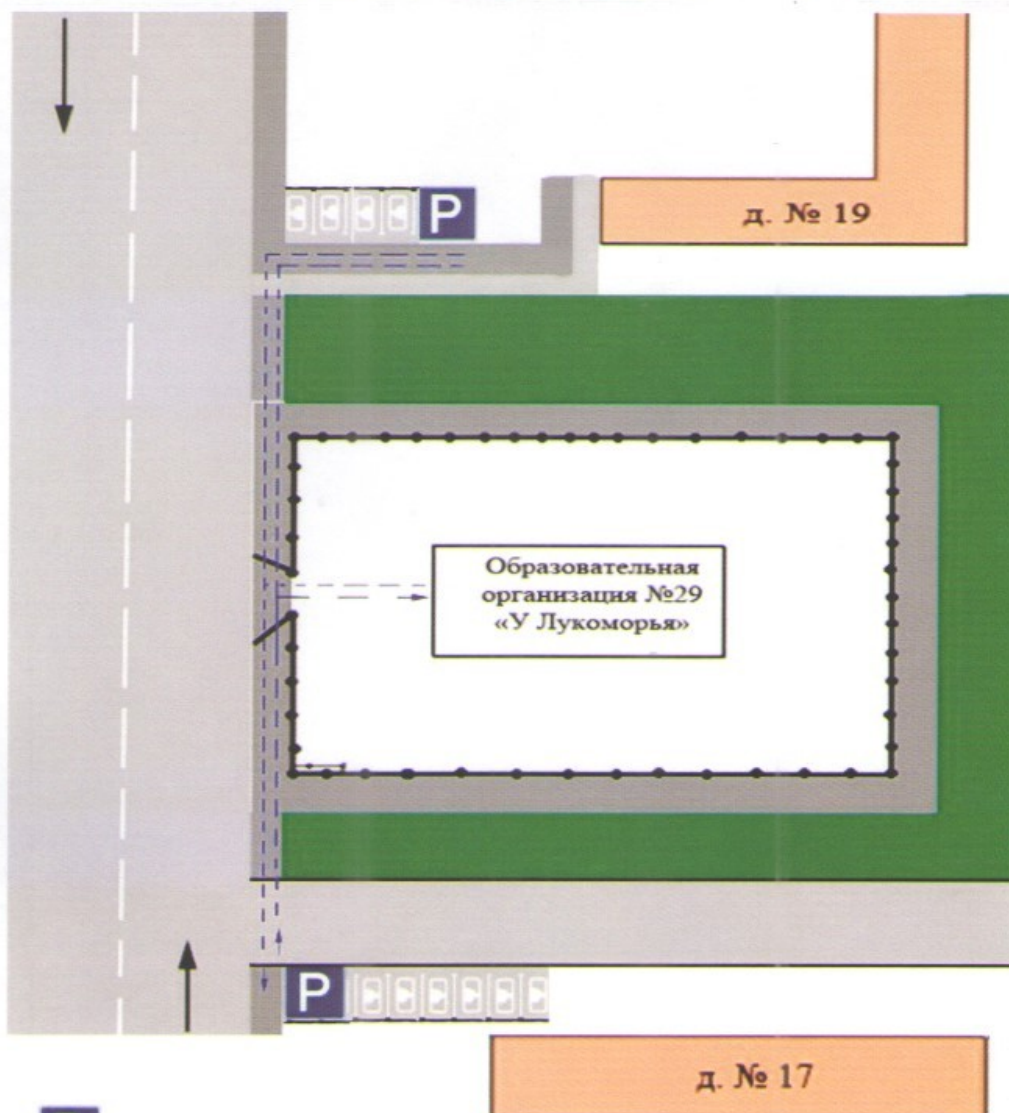 P
д. № 19
Образовательная
организация №29
«У Лукоморья»
P
д. № 17